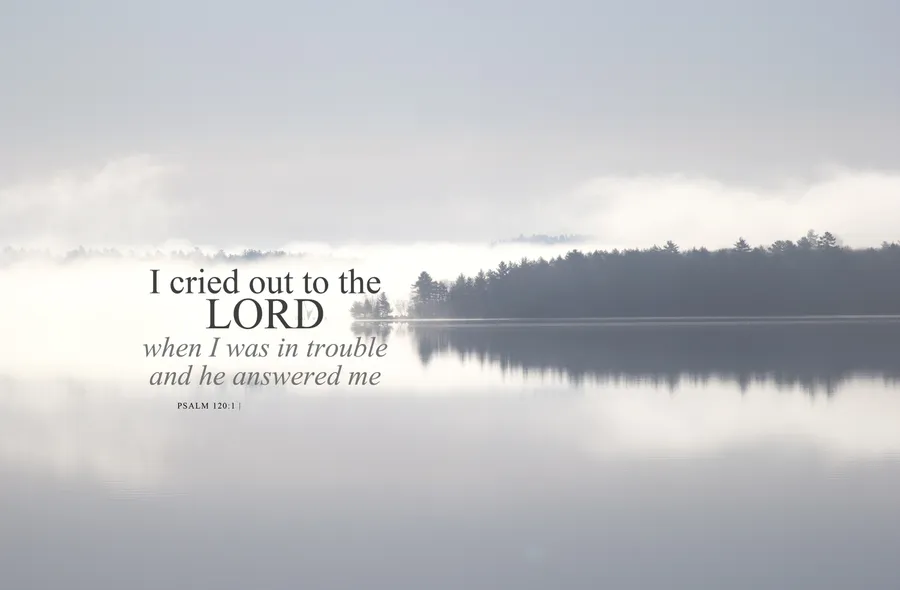 I cried out to the
LORD
when I was in trouble
and he answered me
PSALM 120:1 |